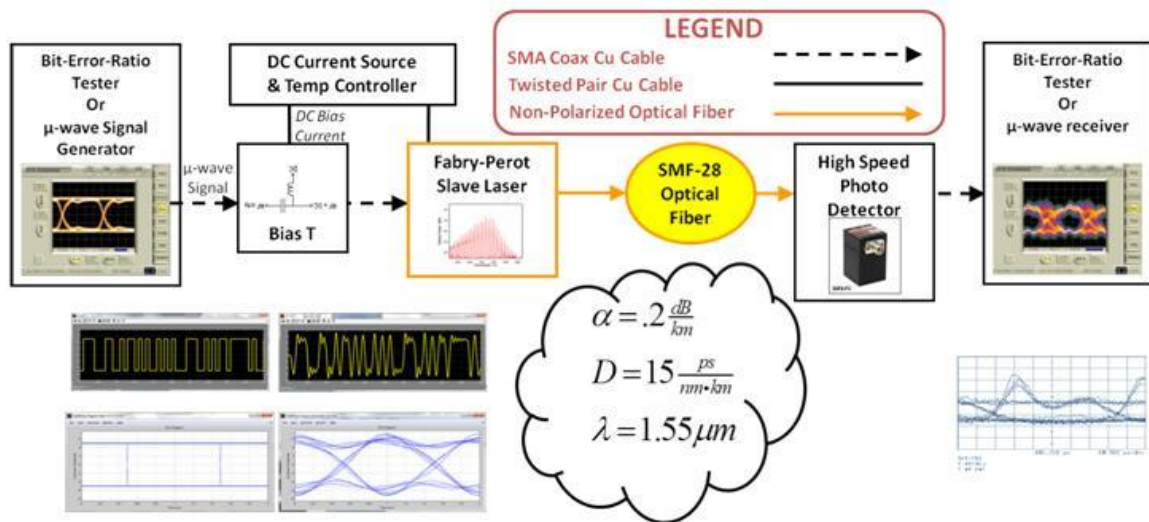 Bit-Error-Ratio
Tester
Or
μ-wave Signal
Generator
DC Current Source
& Temp Controller
LEGEND
SMA Coax Cu Cable
Twisted Pair Cu Cable
Non-Polarized Optical Fiber
Bit-Error-Ratio
Tester
Or
μ-wave receiver
DC Bias
Current
μ-wave
Signal
Bias T
Fabry-Perot
Slave Laser
SMF-28
Optical
Fiber
High Speed
Photo
Detector
α = .2 dB/km
D = 15 ps/nm•km
λ = 1.55 μm